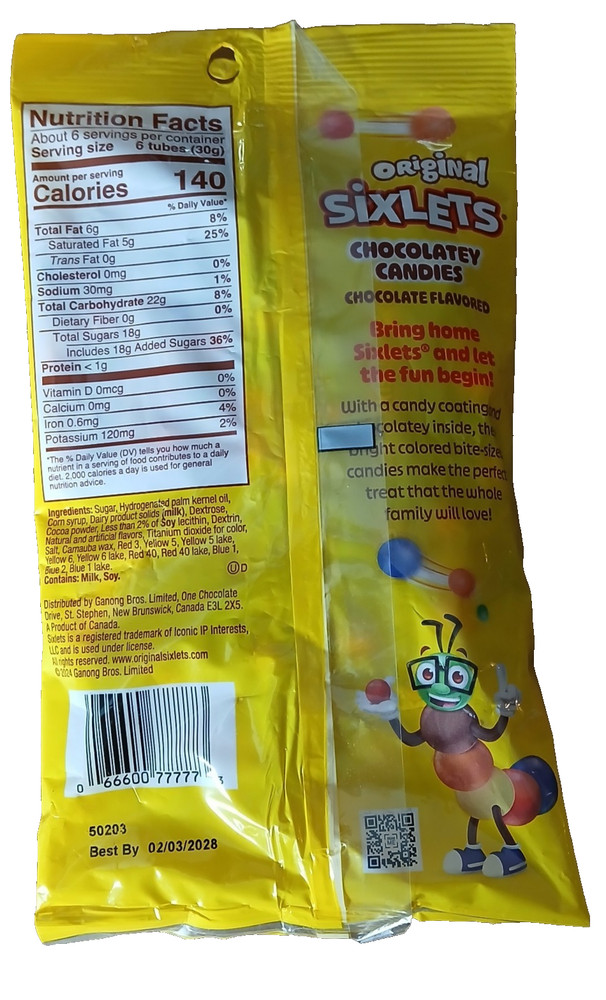 Nutrition Facts
About 6 servings per container
Serving size 6 tubes (30g)
Amount per serving
Calories 140
% Daily Value*
Total Fat 6g 8%
Saturated Fat 5g 25%
Trans Fat 0g
Cholesterol 0mg 0%
Sodium 30mg 1%
Total Carbohydrate 22g 8%
Dietary Fiber 0g 0%
Total Sugars 18g
Includes 18g Added Sugars 36%
Protein < 1g
Vitamin D 0mcg 0%
Calcium 0mg 0%
Iron 0.6mg 4%
Potassium 120mg 2%
*The % Daily Value (DV) tells you how much a
nutrient in a serving of food contributes to a daily
diet. 2,000 calories a day is used for general
nutrition advice.
Ingredients: Sugar, Hydrogenated palm kernel oil,
Corn syrup, Dairy product solids (milk), Dextrose,
Cocoa powder, Less than 2% of Soy lecithin, Dextrin,
Natural and artificial flavors, Titanium dioxide for color,
Salt, Carnauba wax, Red 3, Yellow 5, Yellow 5 lake,
Yellow 6, Yellow 6 lake, Red 40, Red 40 lake, Blue 1,
Blue 2, Blue 1 lake.
Contains: Milk, Soy.
U D
Distributed by Ganong Bros. Limited, One Chocolate
Drive, St. Stephen, New Brunswick, Canada E3L 2X5.
A Product of Canada.
Sixlets is a registered trademark of Iconic IP Interests,
LLC and is used under license.
All rights reserved. www.originalsixlets.com
©2024 Ganong Bros. Limited
0 66600 77777 3
50203
Best By 02/03/2028
Original
SiXLETS
CHOCOLATEY
CANDIES
CHOCOLATE FLAVORED
Bring home
Sixlets® and let
the fun begin!
With a candy coating and
colatey inside, the
bright colored bite-size
candies make the perfect
treat that the whole
family will love!